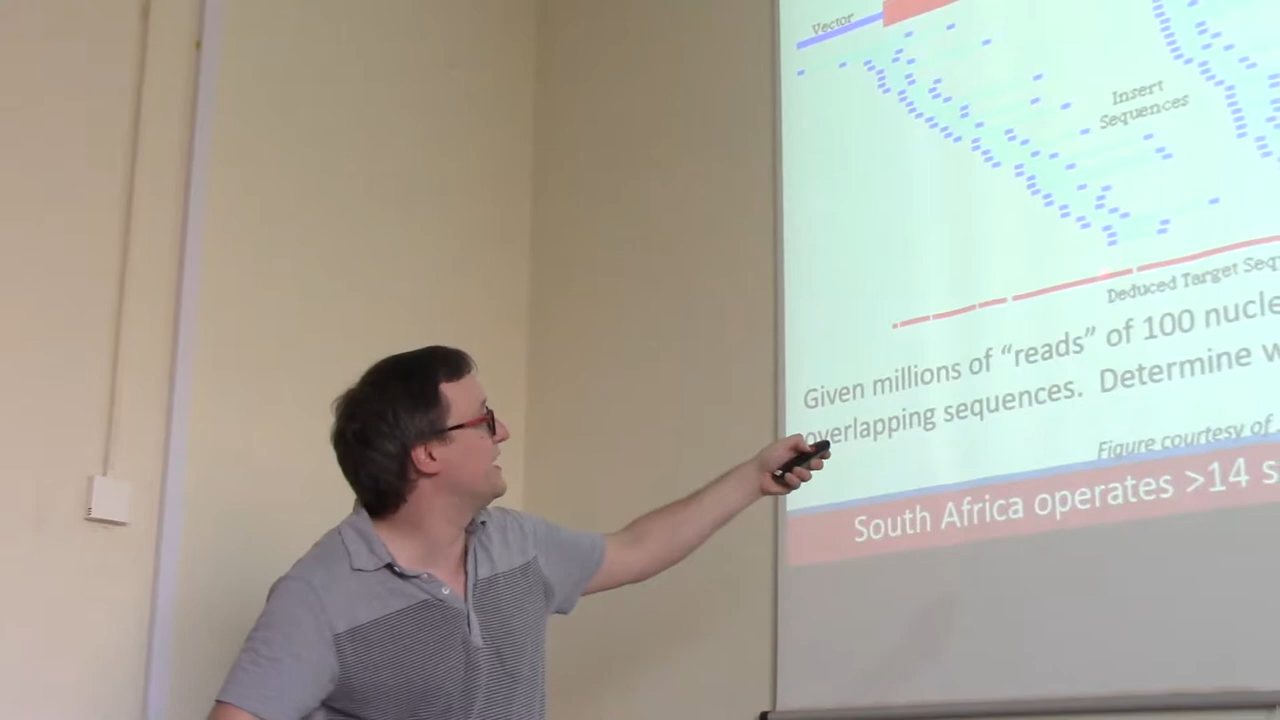 Vector
Insert
Sequences
Deduced Target Seq
Given millions of “reads” of 100 nucle
overlapping sequences. Determine w
Figure courtesy of
South Africa operates >14 s